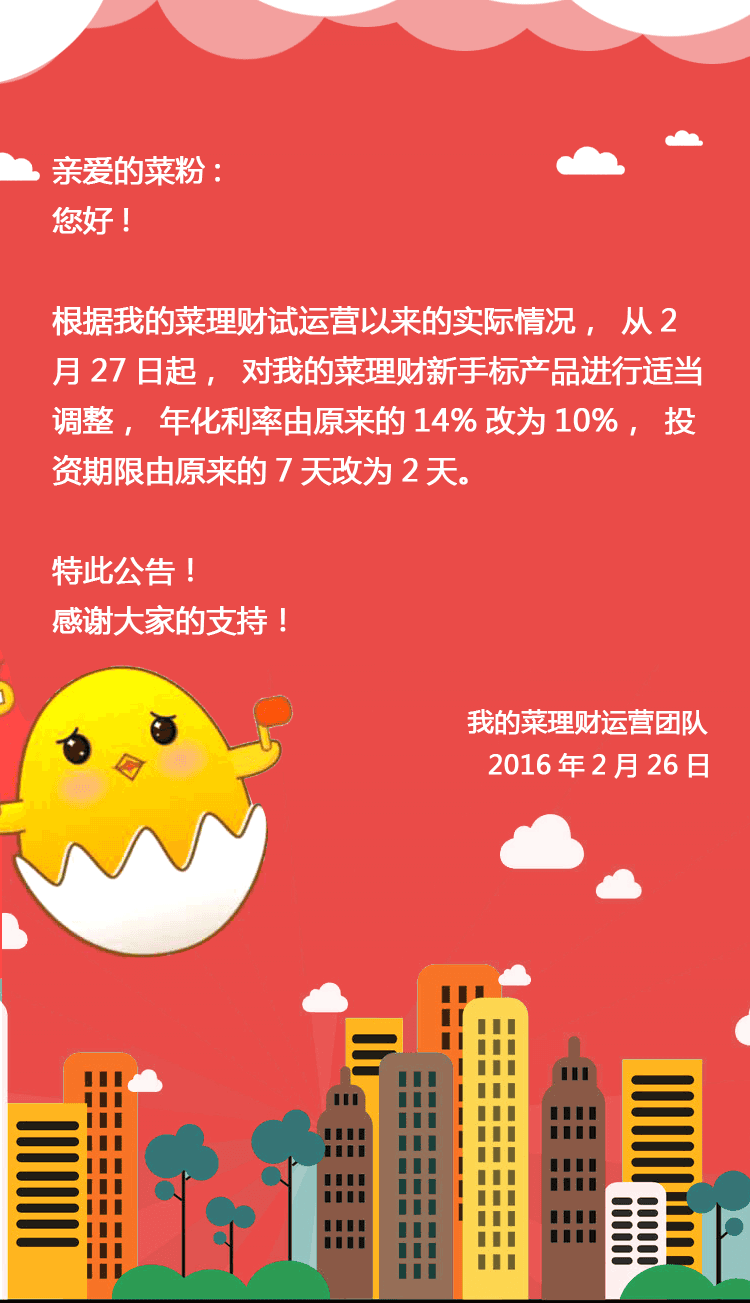 亲爱的菜粉：
您好！
根据我的菜理财试运营以来的实际情况， 从 2
月 27 日起， 对我的菜理财新手标产品进行适当
调整， 年化利率由原来的 14% 改为 10%， 投
资期限由原来的 7 天改为 2 天。
特此公告！
感谢大家的支持！
我的菜理财运营团队
2016 年 2 月 26 日